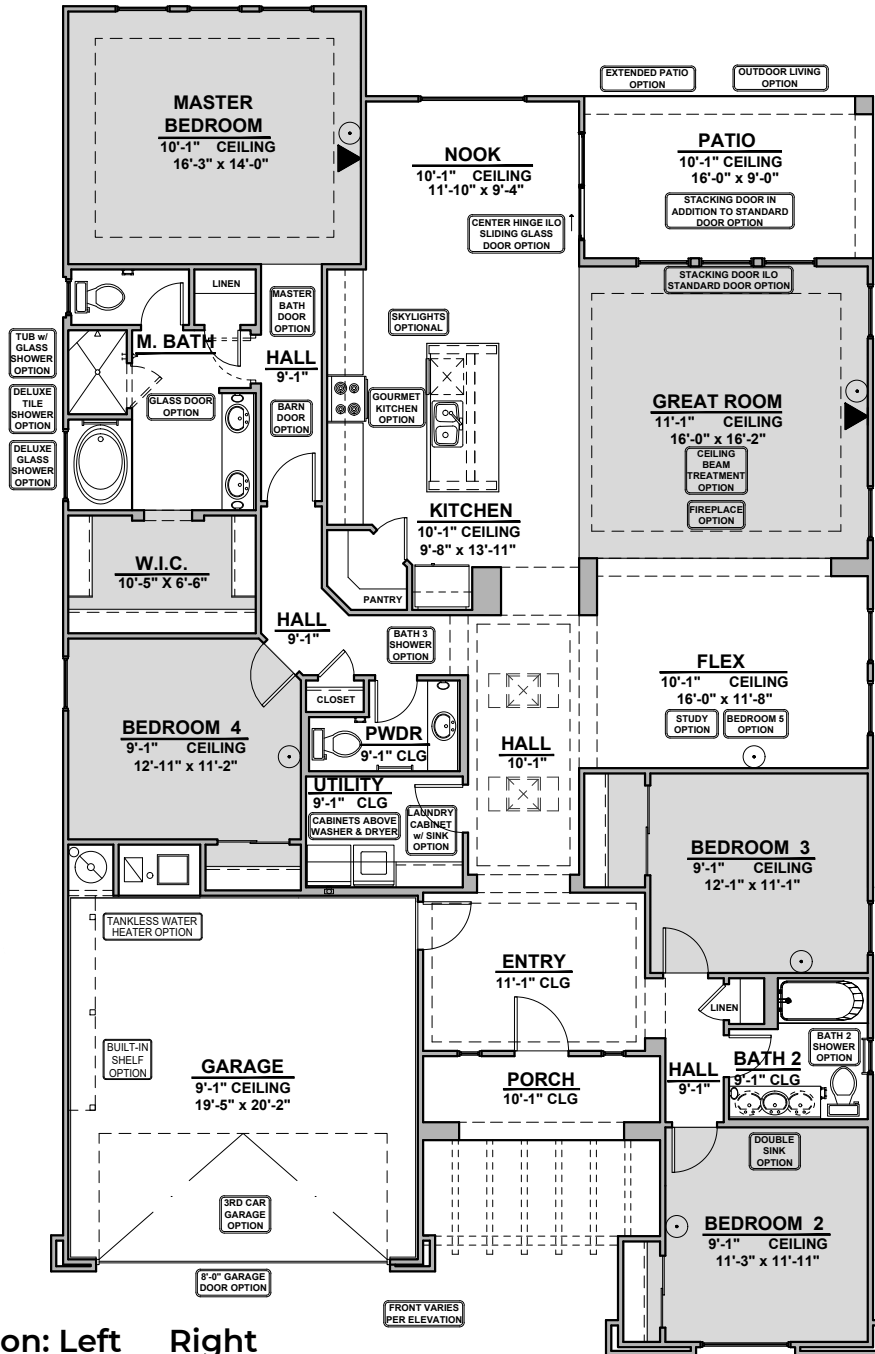 EXTENDED PATIO
OPTION
OUTDOOR LIVING
OPTION
MASTER
BEDROOM
10'-1" CEILING
16'-3" x 14'-0"
NOOK
10'-1" CEILING
11'-10" x 9'-4"
PATIO
10'-1" CEILING
16'-0" x 9'-0"
STACKING DOOR IN
ADDITION TO STANDARD
DOOR OPTION
CENTER HINGE ILO
SLIDING GLASS
DOOR OPTION
STACKING DOOR ILO
STANDARD DOOR OPTION
LINEN
MASTER
BATH
DOOR
OPTION
SKYLIGHTS
OPTIONAL
TUB w/
GLASS
SHOWER
OPTION
M. BATH
HALL
9'-1"
DELUXE
TILE
SHOWER
OPTION
GLASS DOOR
OPTION
BARN
DOOR
OPTION
GOURMET
KITCHEN
OPTION
GREAT ROOM
11'-1" CEILING
16'-0" x 16'-2"
CEILING
BEAM
TREATMENT
OPTION
FIREPLACE
OPTION
DELUXE
GLASS
SHOWER
OPTION
KITCHEN
10'-1" CEILING
9'-8" x 13'-11"
W.I.C.
10'-5" X 6'-6"
PANTRY
HALL
9'-1"
BATH 3
SHOWER
OPTION
FLEX
10'-1" CEILING
16'-0" x 11'-8"
STUDY
OPTION
BEDROOM 5
OPTION
CLOSET
BEDROOM 4
9'-1" CEILING
12'-11" x 11'-2"
PWDR
9'-1" CLG
HALL
10'-1"
UTILITY
9'-1" CLG
CABINETS ABOVE
WASHER & DRYER
LAUNDRY
CABINET
w/ SINK
OPTION
BEDROOM 3
9'-1" CEILING
12'-1" x 11'-1"
TANKLESS WATER
HEATER OPTION
ENTRY
11'-1" CLG
LINEN
BUILT-IN
SHELF
OPTION
BATH 2
SHOWER
OPTION
GARAGE
9'-1" CEILING
19'-5" x 20'-2"
PORCH
10'-1" CLG
HALL
9'-1"
BATH 2
9'-1" CLG
DOUBLE
SINK
OPTION
3RD CAR
GARAGE
OPTION
BEDROOM 2
9'-1" CEILING
11'-3" x 11'-11"
8'-0" GARAGE
DOOR OPTION
FRONT VARIES
PER ELEVATION
on: Left Right